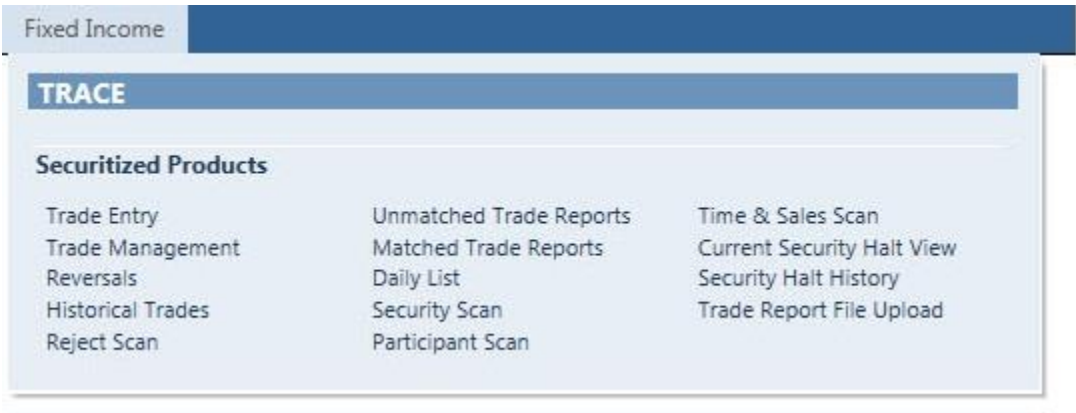 Fixed Income
TRACE
Securitized Products
Trade Entry
Trade Management
Reversals
Historical Trades
Reject Scan
Unmatched Trade Reports
Matched Trade Reports
Daily List
Security Scan
Participant Scan
Time & Sales Scan
Current Security Halt View
Security Halt History
Trade Report File Upload